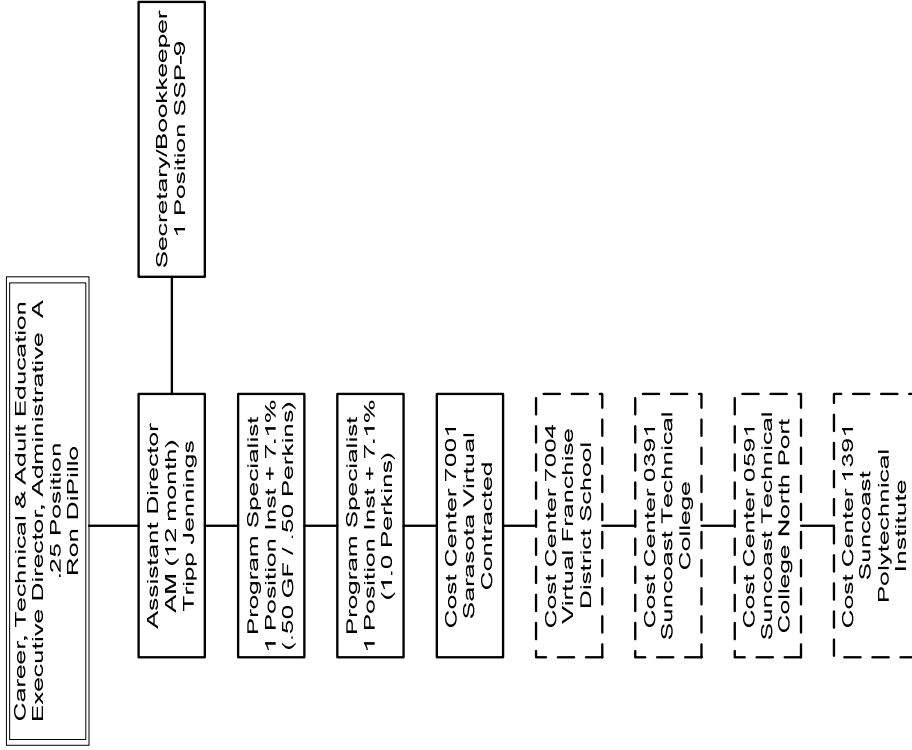 Career, Technical & Adult Education
Executive Director, Administrative A
.25 Position
Ron DiPillo
Assistant Director
AM (12 month)
Tripp Jennings
Secretary/Bookkeeper
1 Position SSP-9
Program Specialist
1 Position Inst + 7.1%
(.50 GF / .50 Perkins)
Program Specialist
1 Position Inst + 7.1%
(1.0 Perkins)
Cost Center 7001
Sarasota Virtual
Contracted
Cost Center 7004
Virtual Franchise
District School
Cost Center 0391
Suncoast Technical
College
Cost Center 0591
Suncoast Technical
College North Port
Cost Center 1391
Suncoast
Polytechnical
Institute